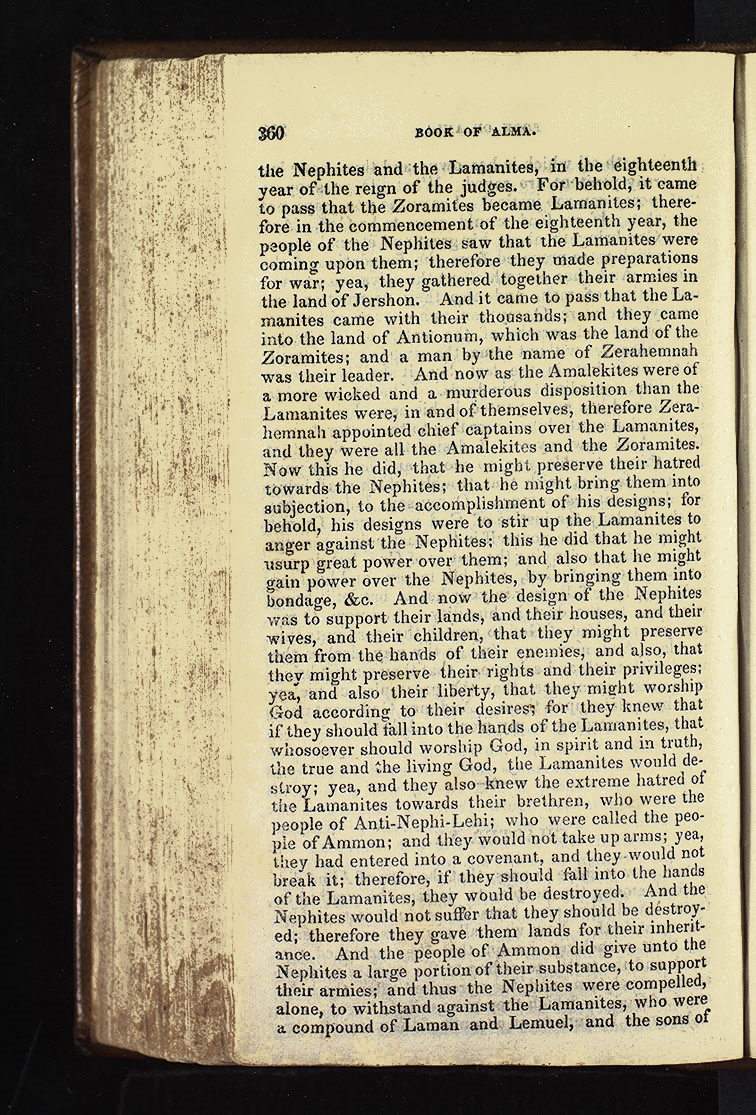 360 BOOK OF ALMA.
the Nephites and the Lamanites, in the eighteenth
year of the reign of the judges. For behold, it came
to pass that the Zoramites became Lamanites; there-
fore in the commencement of the eighteenth year, the
people of the Nephites saw that the Lamanites were
coming upon them; therefore they made preparations
for war; yea, they gathered together their armies in
the land of Jershon. And it came to pass that the La-
manites came with their thousands; and they came
into the land of Antionum, which was the land of the
Zoramites; and a man by the name of Zerahemnah
was their leader. And now as the Amalekites were of
a more wicked and a murderous disposition than the
Lamanites were, in and of themselves, therefore Zera-
hemnah appointed chief captains over the Lamanites,
and they were all the Amalekites and the Zoramites.
Now this he did, that he might preserve their hatred
towards the Nephites; that he might bring them into
subjection, to the accomplishment of his designs; for
behold, his designs were to stir up the Lamanites to
anger against the Nephites; this he did that he might
usurp great power over them; and also that he might
gain power over the Nephites, by bringing them into
bondage, &c. And now the design of the Nephites
was to support their lands, and their houses, and their
wives, and their children, that they might preserve
them from the hands of their enemies, and also, that
they might preserve their rights and their privileges;
yea, and also their liberty, that they might worship
God according to their desires; for they knew that
if they should fall into the hands of the Lamanites, that
whosoever should worship God, in spirit and in truth,
the true and the living God, the Lamanites would de-
stroy; yea, and they also knew the extreme hatred of
the Lamanites towards their brethren, who were the
people of Anti-Nephi-Lehi; who were called the peo-
ple of Ammon; and they would not take up arms; yea,
they had entered into a covenant, and they would not
break it; therefore, if they should fall into the hands
of the Lamanites, they would be destroyed. And the
Nephites would not suffer that they should be destroy-
ed; therefore they gave them lands for their inherit-
ance. And the people of Ammon did give unto the
Nephites a large portion of their substance, to support
their armies; and thus the Nephites were compelled,
alone, to withstand against the Lamanites, who were
a compound of Laman and Lemuel, and the sons of